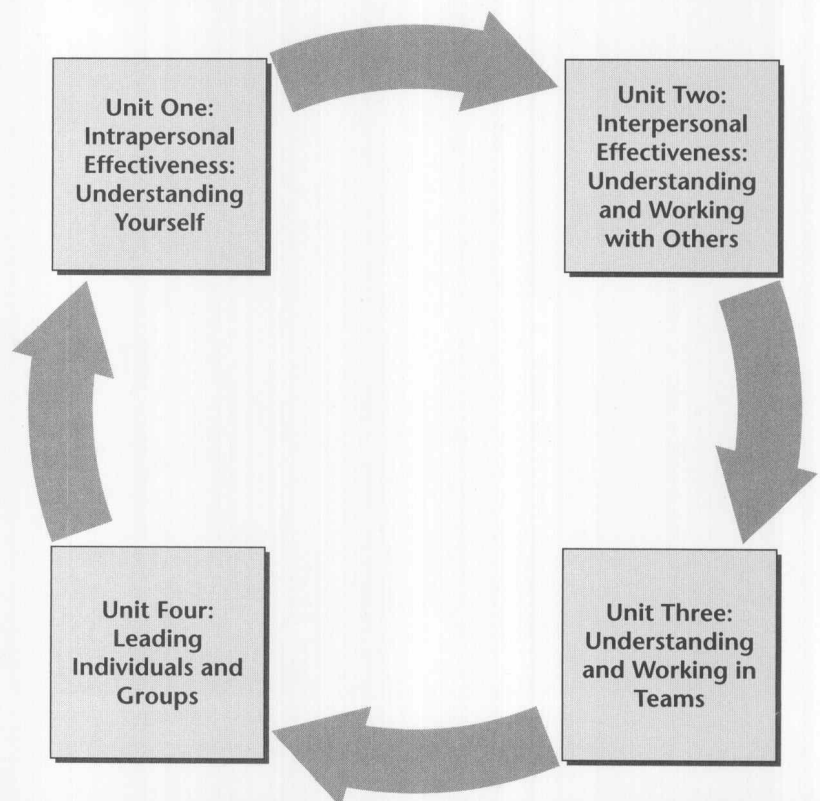 Unit One:
Intrapersonal
Effectiveness:
Understanding
Yourself
Unit Two:
Interpersonal
Effectiveness:
Understanding
and Working
with Others
Unit Three:
Understanding
and Working in
Teams
Unit Four:
Leading
Individuals and
Groups